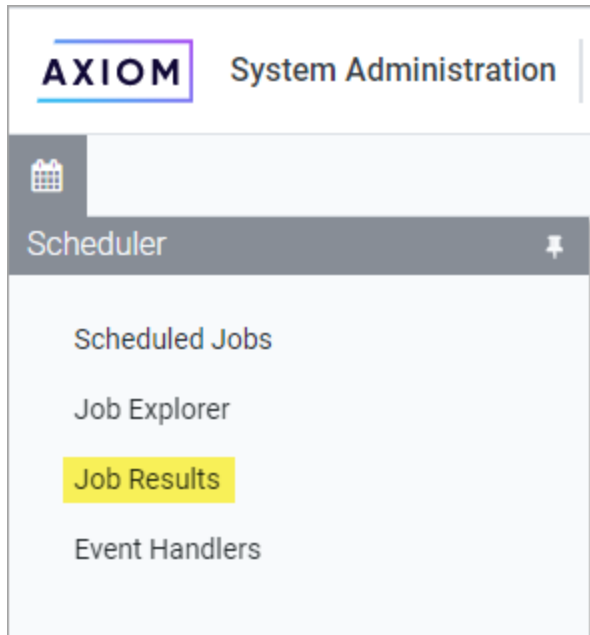 AXIOM System Administration
Scheduler
Scheduled Jobs
Job Explorer
Job Results
Event Handlers